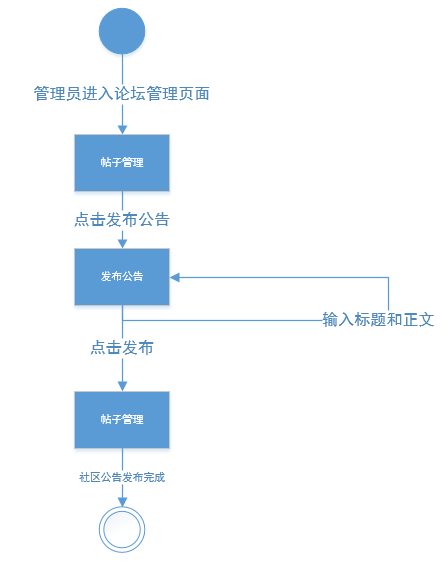 管理员进入论坛管理页面
帖子管理
点击发布公告
发布公告
输入标题和正文
点击发布
帖子管理
社区公告发布完成